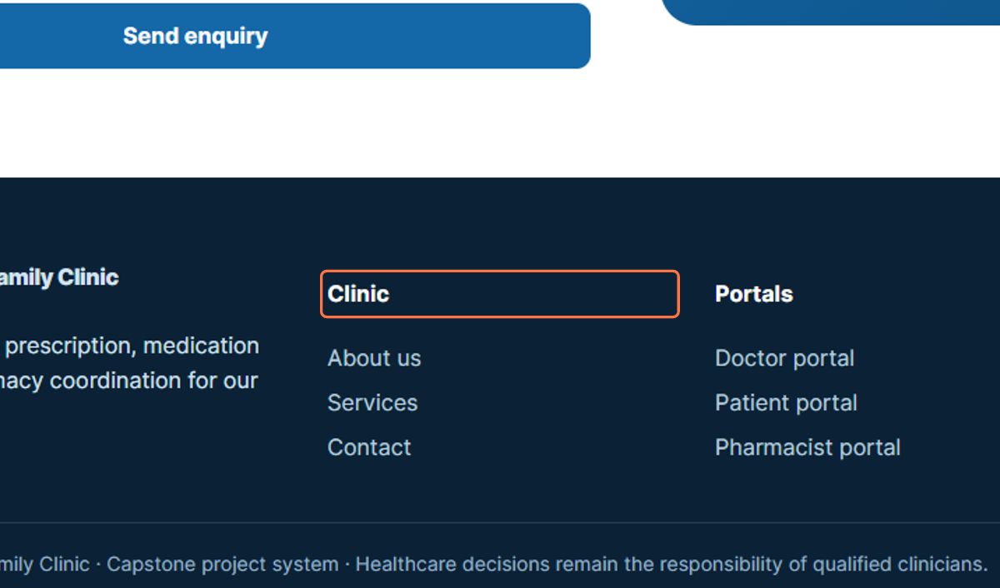 Send enquiry
amily Clinic
prescription, medication
macy coordination for our
Clinic
About us
Services
Contact
Portals
Doctor portal
Patient portal
Pharmacist portal
mily Clinic · Capstone project system · Healthcare decisions remain the responsibility of qualified clinicians.